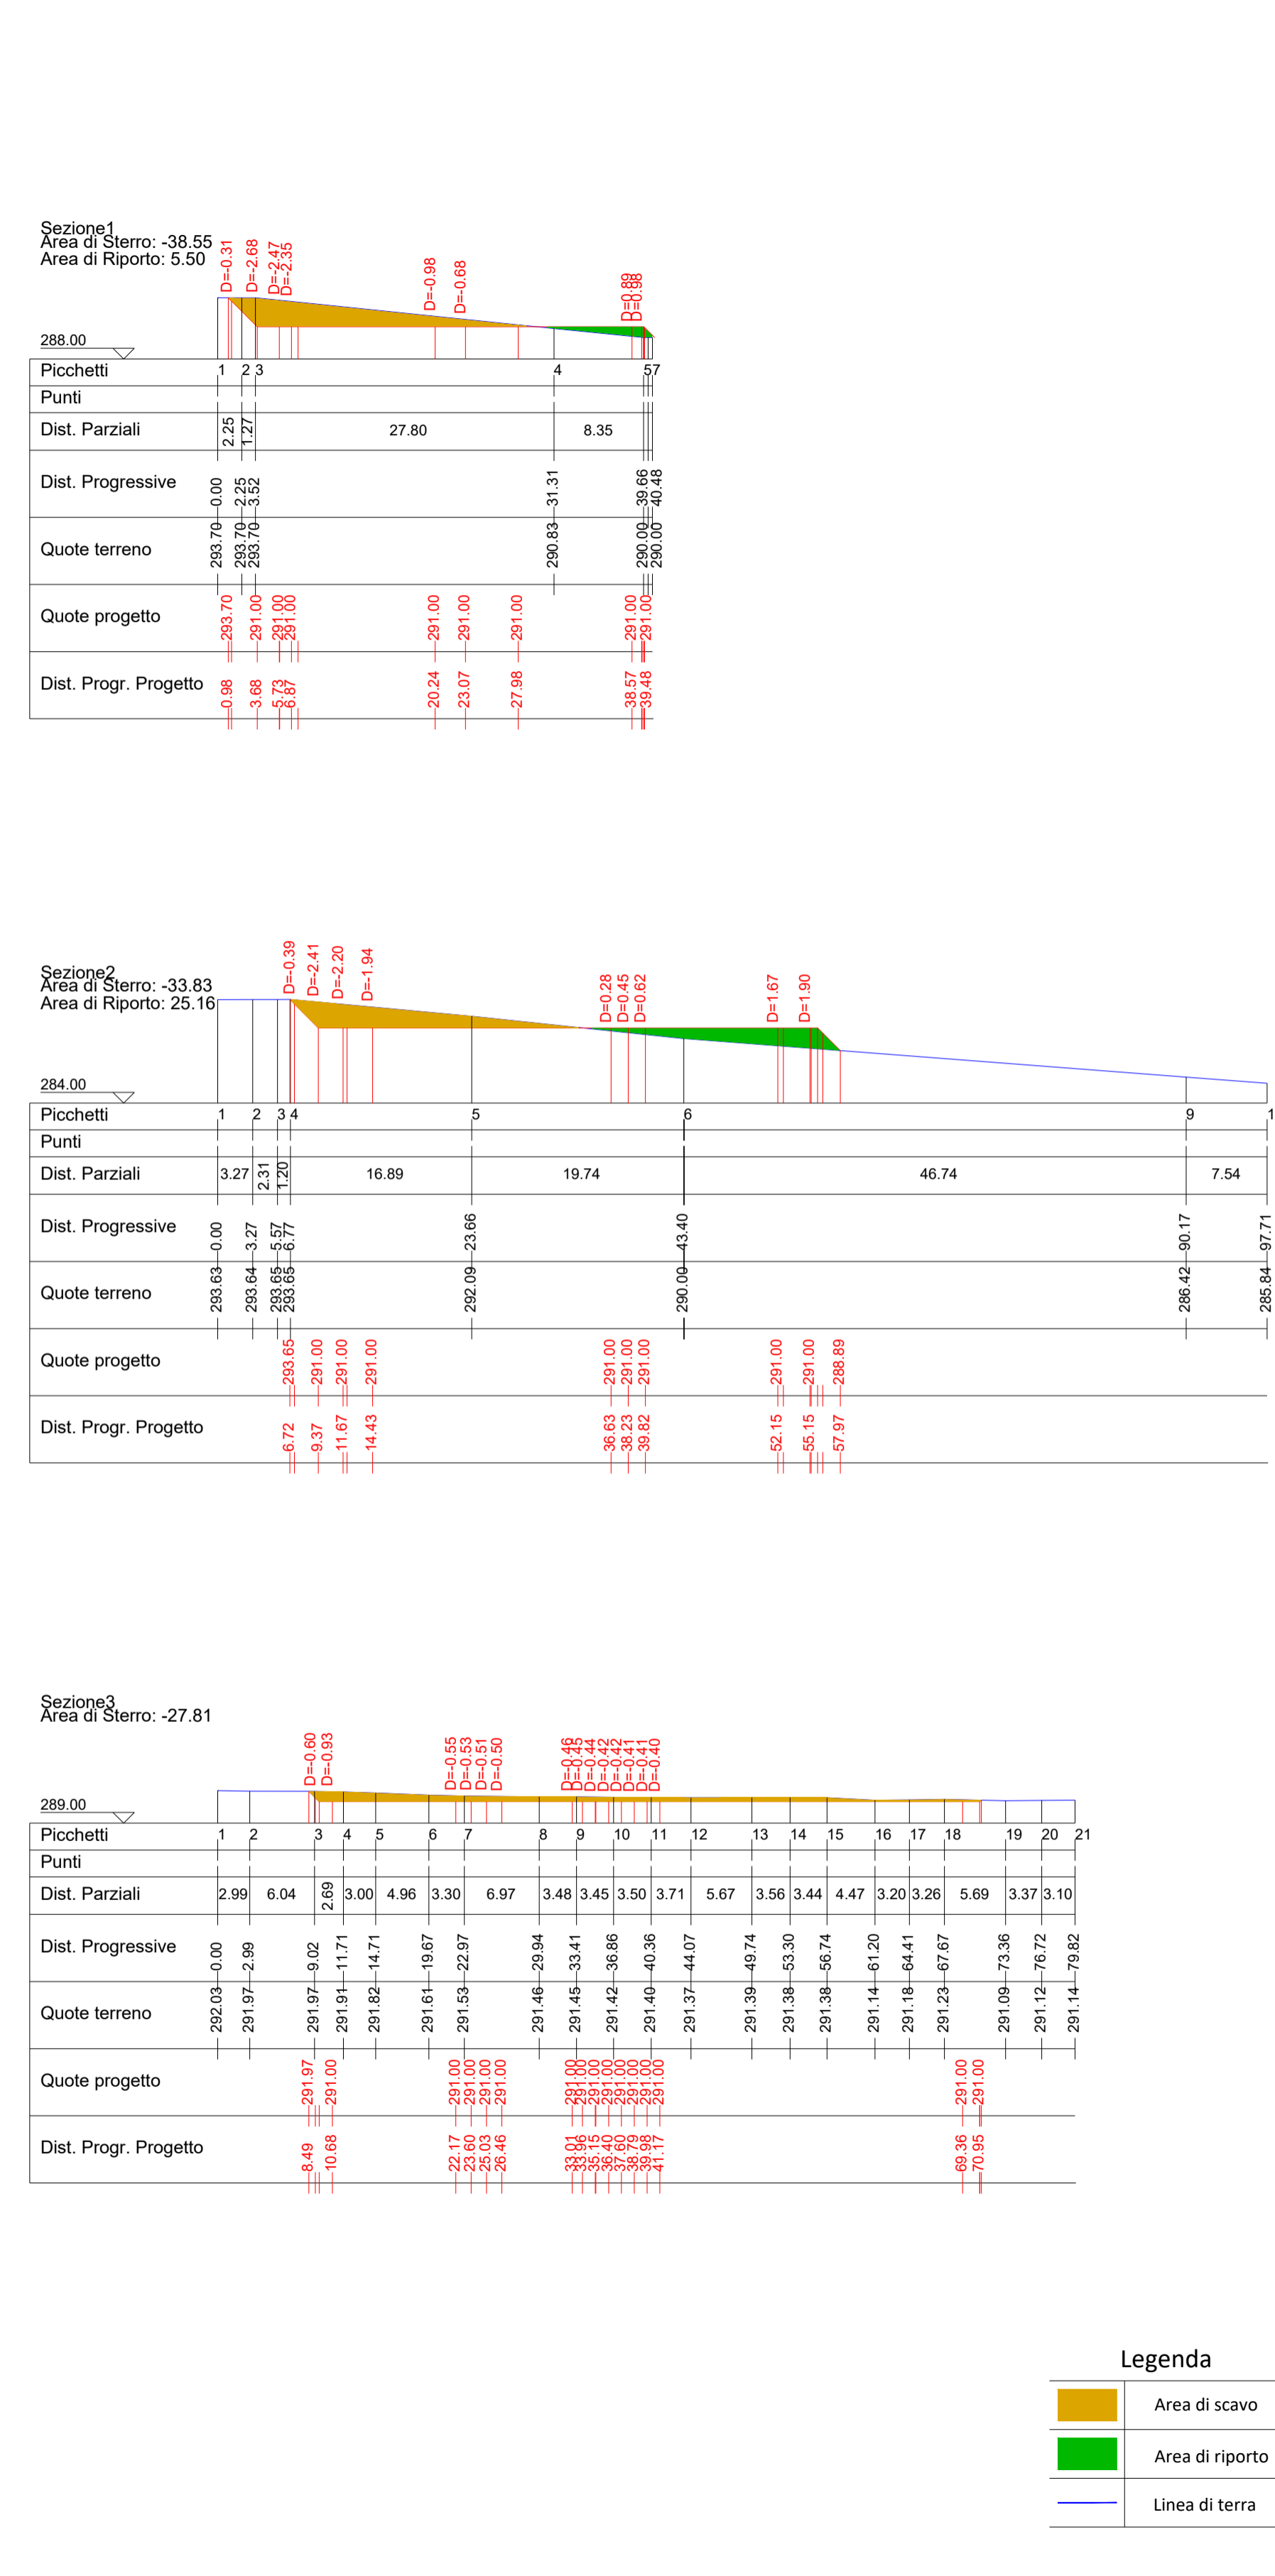 Sezione1
Area di Sterro: -38.55
Area di Riporto: 5.50
D=-0.31 D=-2.68 D=-2.47 D=-2.35 D=-0.98 D=-0.68 D=0.89 D=0.98
288.00
Picchetti 1 2 3 4 57
Punti
Dist. Parziali 2.25 1.27 27.80 8.35
Dist. Progressive 0.00 2.25 3.52 31.31 39.66 40.48
Quote terreno 293.70 293.70 293.70 290.83 290.00 290.00
Quote progetto 293.70 291.00 291.00 291.00 291.00 291.00 291.00 291.00 291.00
Dist. Progr. Progetto 0.98 3.68 5.73 6.87 20.24 23.07 27.98 38.57 39.48
Sezione2
Area di Sterro: -33.83
Area di Riporto: 25.16
D=-0.39 D=-2.41 D=-2.20 D=-1.94 D=0.28 D=0.45 D=0.62 D=1.67 D=1.90
284.00
Picchetti 1 2 3 4 5 6 9 1
Punti
Dist. Parziali 3.27 2.31 1.20 16.89 19.74 46.74 7.54
Dist. Progressive 0.00 3.27 5.57 6.77 23.66 43.40 90.17 97.71
Quote terreno 293.63 293.64 293.65 293.65 292.09 290.00 286.42 285.84
Quote progetto 293.65 291.00 291.00 291.00 291.00 291.00 291.00 291.00 291.00 288.89
Dist. Progr. Progetto 6.72 9.37 11.67 14.43 36.63 38.23 39.82 52.15 55.15 57.97
Sezione3
Area di Sterro: -27.81
D=-0.60 D=-0.93 D=-0.55 D=-0.53 D=-0.51 D=-0.50 D=-0.46 D=-0.45 D=-0.44 D=-0.42 D=-0.42 D=-0.41 D=-0.41 D=-0.40
289.00
Picchetti 1 2 3 4 5 6 7 8 9 10 11 12 13 14 15 16 17 18 19 20 21
Punti
Dist. Parziali 2.99 6.04 2.69 3.00 4.96 3.30 6.97 3.48 3.45 3.50 3.71 5.67 3.56 3.44 4.47 3.20 3.26 5.69 3.37 3.10
Dist. Progressive 0.00 2.99 9.02 11.71 14.71 19.67 22.97 29.94 33.41 36.86 40.36 44.07 49.74 53.30 56.74 61.20 64.41 67.67 73.36 76.72 79.82
Quote terreno 292.03 291.97 291.97 291.91 291.82 291.61 291.53 291.46 291.45 291.42 291.40 291.37 291.39 291.38 291.38 291.14 291.18 291.23 291.09 291.12 291.14
Quote progetto 291.97 291.00 291.00 291.00 291.00 291.00 291.00 291.00 291.00 291.00 291.00 291.00 291.00 291.00 291.00 291.00
Dist. Progr. Progetto 8.49 10.68 22.17 23.60 25.03 26.46 33.01 33.96 35.15 36.40 37.60 38.79 39.98 41.17 69.36 70.95
Legenda
Area di scavo
Area di riporto
Linea di terra